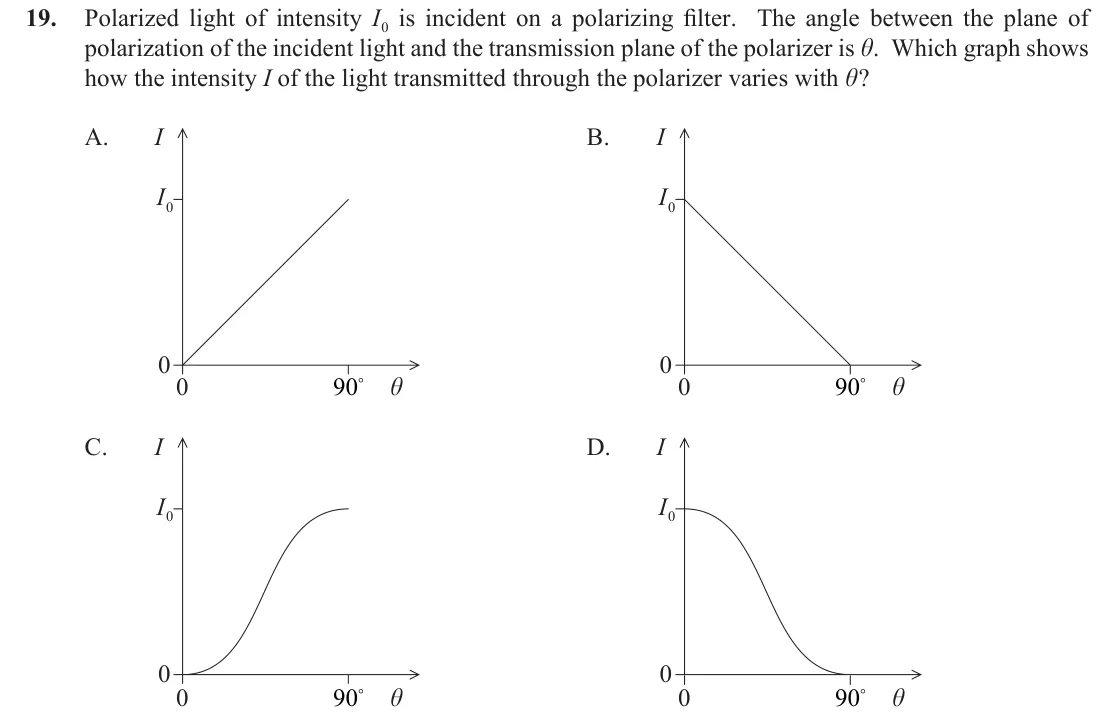 19. Polarized light of intensity I₀ is incident on a polarizing filter. The angle between the plane of
polarization of the incident light and the transmission plane of the polarizer is θ. Which graph shows
how the intensity I of the light transmitted through the polarizer varies with θ?
A. I
I₀
0
0 90° θ
B. I
I₀
0
0 90° θ
C. I
I₀
0
0 90° θ
D. I
I₀
0
0 90° θ